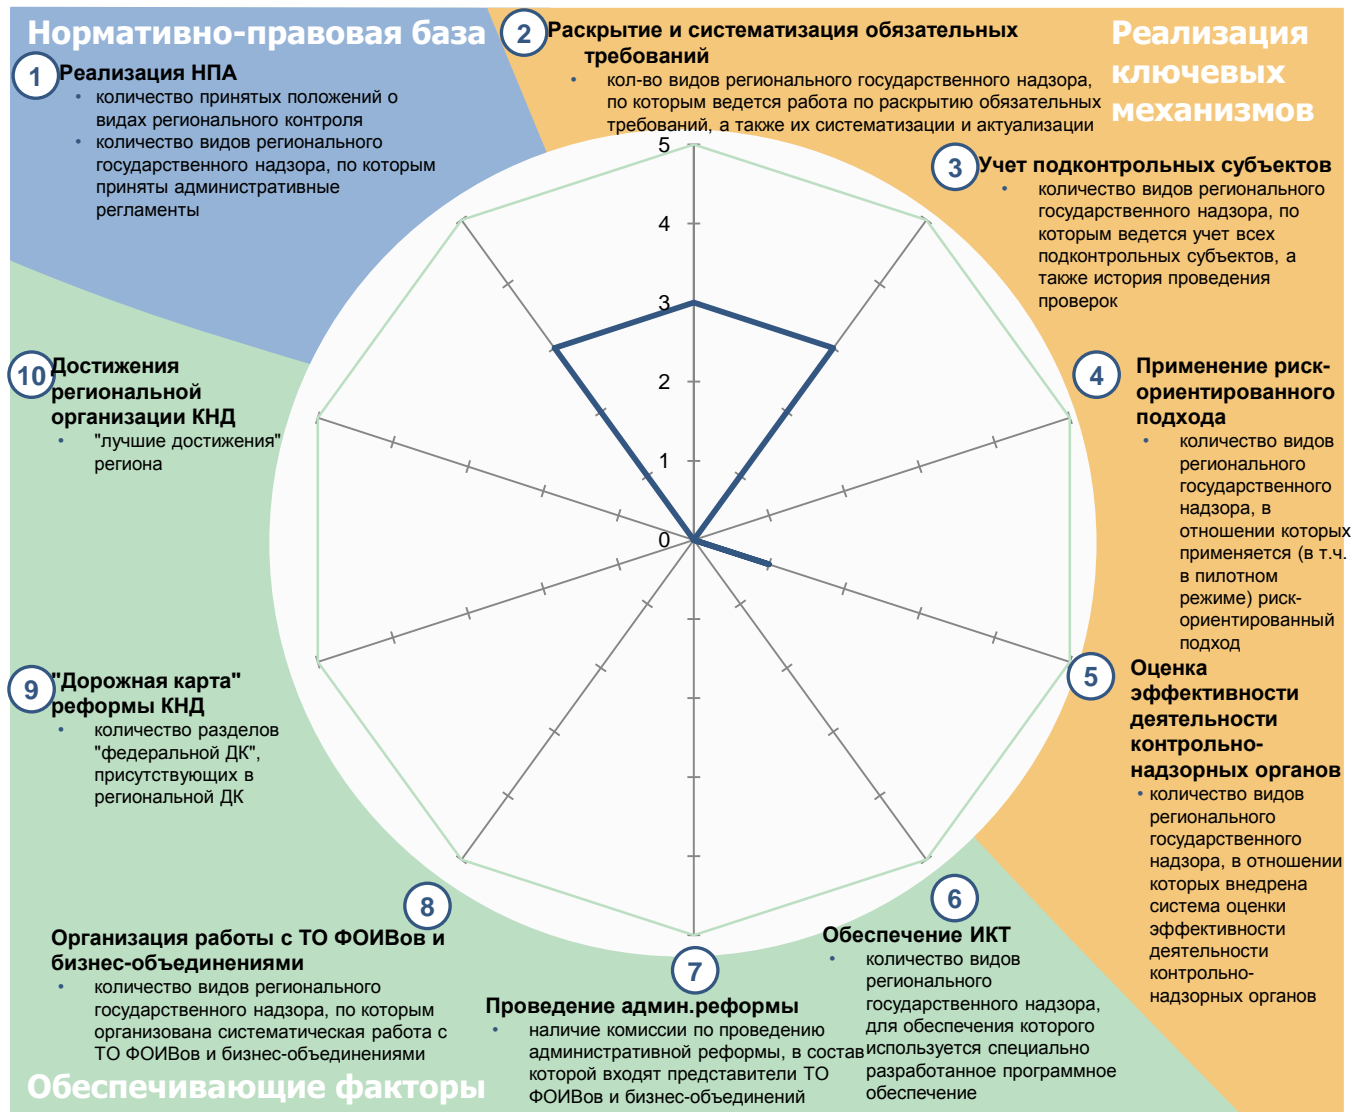 Нормативно-правовая база
1
Реализация НПА
• количество принятых положений о
видах регионального контроля
• количество видов регионального
государственного надзора, по которым
приняты административные
регламенты
2
Раскрытие и систематизация обязательных
требований
• кол-во видов регионального государственного надзора,
по которым ведется работа по раскрытию обязательных
требований, а также их систематизации и актуализации
Реализация
ключевых
механизмов
3
Учет подконтрольных субъектов
• количество видов регионального
государственного надзора, по
которым ведется учет всех
подконтрольных субъектов, а
также история проведения
проверок
4
Применение риск-
ориентированного
подхода
• количество видов
регионального
государственного
надзора, в
отношении которых
применяется (в т.ч.
в пилотном
режиме) риск-
ориентированный
подход
5
Оценка
эффективности
деятельности
контрольно-
надзорных органов
• количество видов
регионального
государственного
надзора, в отношении
которых внедрена
система оценки
эффективности
деятельности
контрольно-
надзорных органов
5
4
3
2
1
0
10
Достижения
региональной
организации КНД
• "лучшие достижения"
региона
9
"Дорожная карта"
реформы КНД
• количество разделов
"федеральной ДК",
присутствующих в
региональной ДК
8
Организация работы с ТО ФОИВов и
бизнес-объединениями
• количество видов регионального
государственного надзора, по которым
организована систематическая работа с
ТО ФОИВов и бизнес-объединениями
7
Проведение админ.реформы
• наличие комиссии по проведению
административной реформы, в состав
которой входят представители ТО
ФОИВов и бизнес-объединений
6
Обеспечение ИКТ
• количество видов
регионального
государственного надзора,
для обеспечения которого
используется специально
разработанное программное
обеспечение
Обеспечивающие факторы